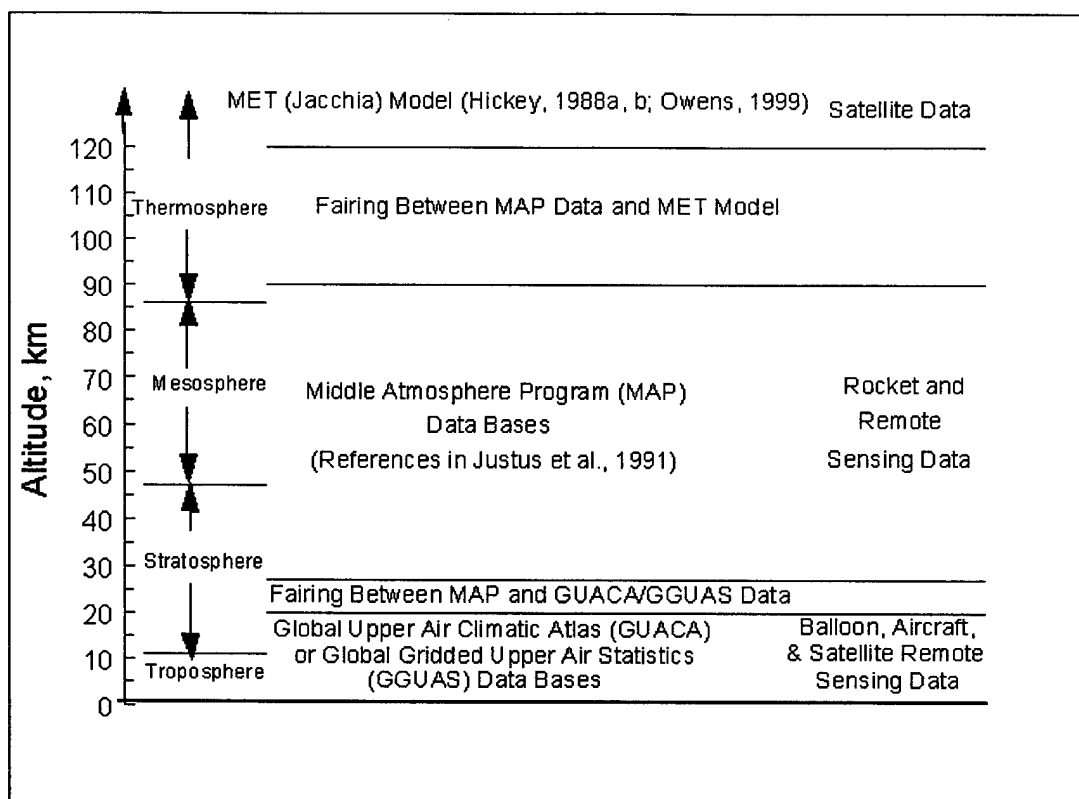 MET (Jacchia) Model (Hickey, 1988a, b; Owens, 1999)
Satellite Data
120
110
100
90
80
70
60
50
40
30
20
10
0
Altitude, km
Thermosphere
Mesosphere
Stratosphere
Troposphere
Fairing Between MAP Data and MET Model
Middle Atmosphere Program (MAP)
Data Bases
(References in Justus et al., 1991)
Rocket and
Remote
Sensing Data
Fairing Between MAP and GUACA/GGUAS Data
Global Upper Air Climatic Atlas (GUACA)
or Global Gridded Upper Air Statistics
(GGUAS) Data Bases
Balloon, Aircraft,
& Satellite Remote
Sensing Data